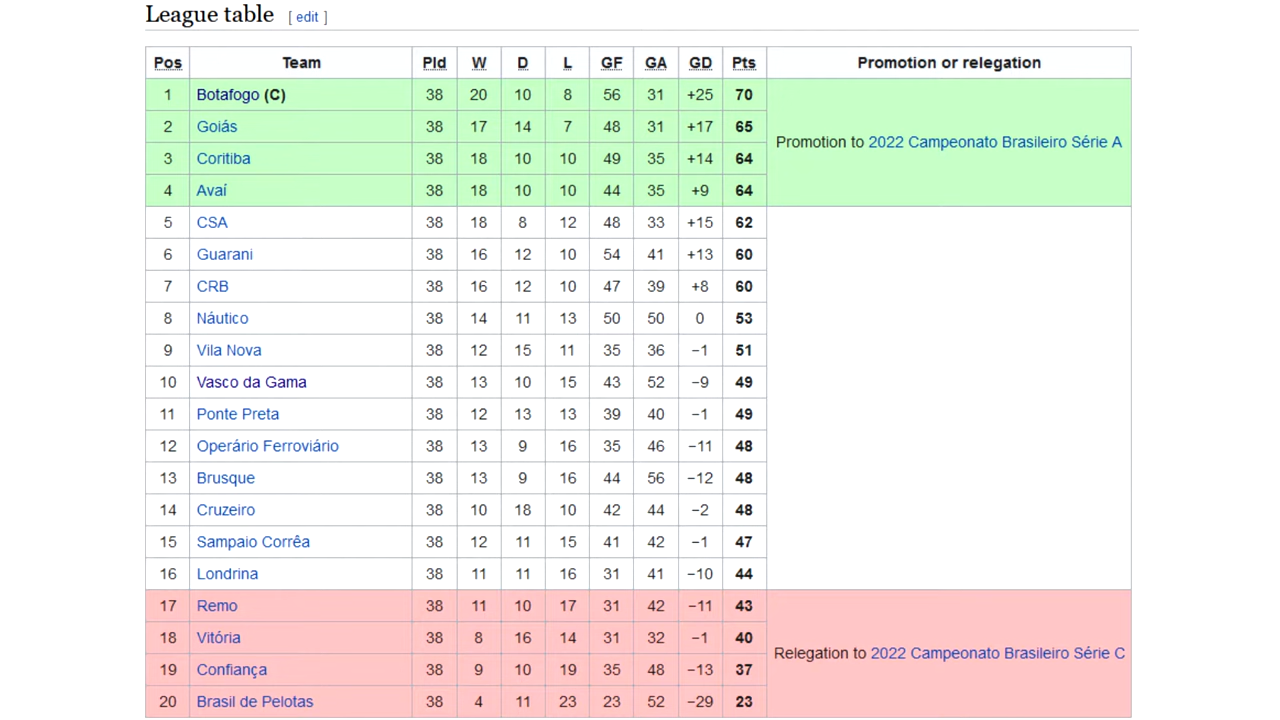 League table [ edit ]
Pos Team Pld W D L GF GA GD Pts Promotion or relegation
1 Botafogo (C) 38 20 10 8 56 31 +25 70
2 Goiás 38 17 14 7 48 31 +17 65
Promotion to 2022 Campeonato Brasileiro Série A
3 Coritiba 38 18 10 10 49 35 +14 64
4 Avaí 38 18 10 10 44 35 +9 64
5 CSA 38 18 8 12 48 33 +15 62
6 Guarani 38 16 12 10 54 41 +13 60
7 CRB 38 16 12 10 47 39 +8 60
8 Náutico 38 14 11 13 50 50 0 53
9 Vila Nova 38 12 15 11 35 36 −1 51
10 Vasco da Gama 38 13 10 15 43 52 −9 49
11 Ponte Preta 38 12 13 13 39 40 −1 49
12 Operário Ferroviário 38 13 9 16 35 46 −11 48
13 Brusque 38 13 9 16 44 56 −12 48
14 Cruzeiro 38 10 18 10 42 44 −2 48
15 Sampaio Corrêa 38 12 11 15 41 42 −1 47
16 Londrina 38 11 11 16 31 41 −10 44
17 Remo 38 11 10 17 31 42 −11 43
18 Vitória 38 8 16 14 31 32 −1 40
Relegation to 2022 Campeonato Brasileiro Série C
19 Confiança 38 9 10 19 35 48 −13 37
20 Brasil de Pelotas 38 4 11 23 23 52 −29 23